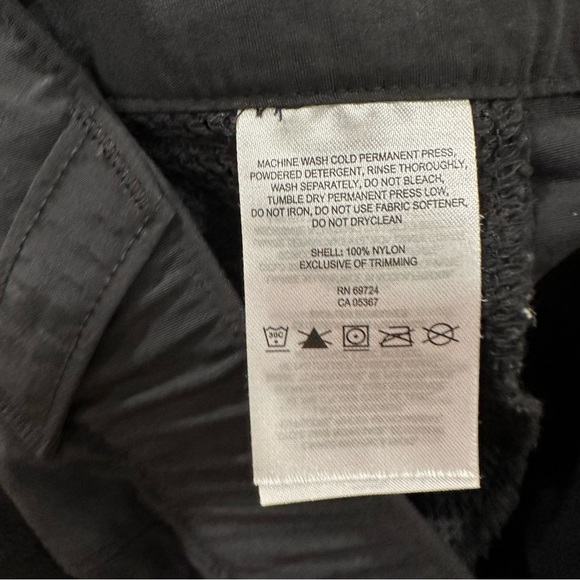 MACHINE WASH COLD PERMANENT PRESS,
POWDERED DETERGENT, RINSE THOROUGHLY,
WASH SEPARATELY, DO NOT BLEACH,
TUMBLE DRY PERMANENT PRESS LOW,
DO NOT IRON, DO NOT USE FABRIC SOFTENER,
DO NOT DRYCLEAN
SHELL: 100% NYLON
EXCLUSIVE OF TRIMMING
RN 69724
CA 05367
30C